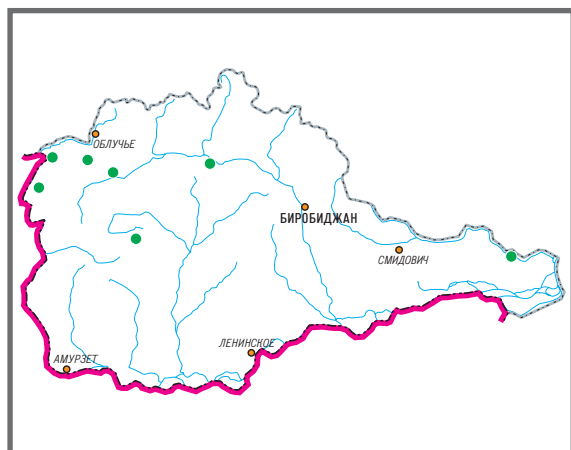 ОБЛУЧЬЕ
БИРОБИДЖАН
СМИДОВИЧ
ЛЕНИНСКОЕ
АМУРЗЕТ